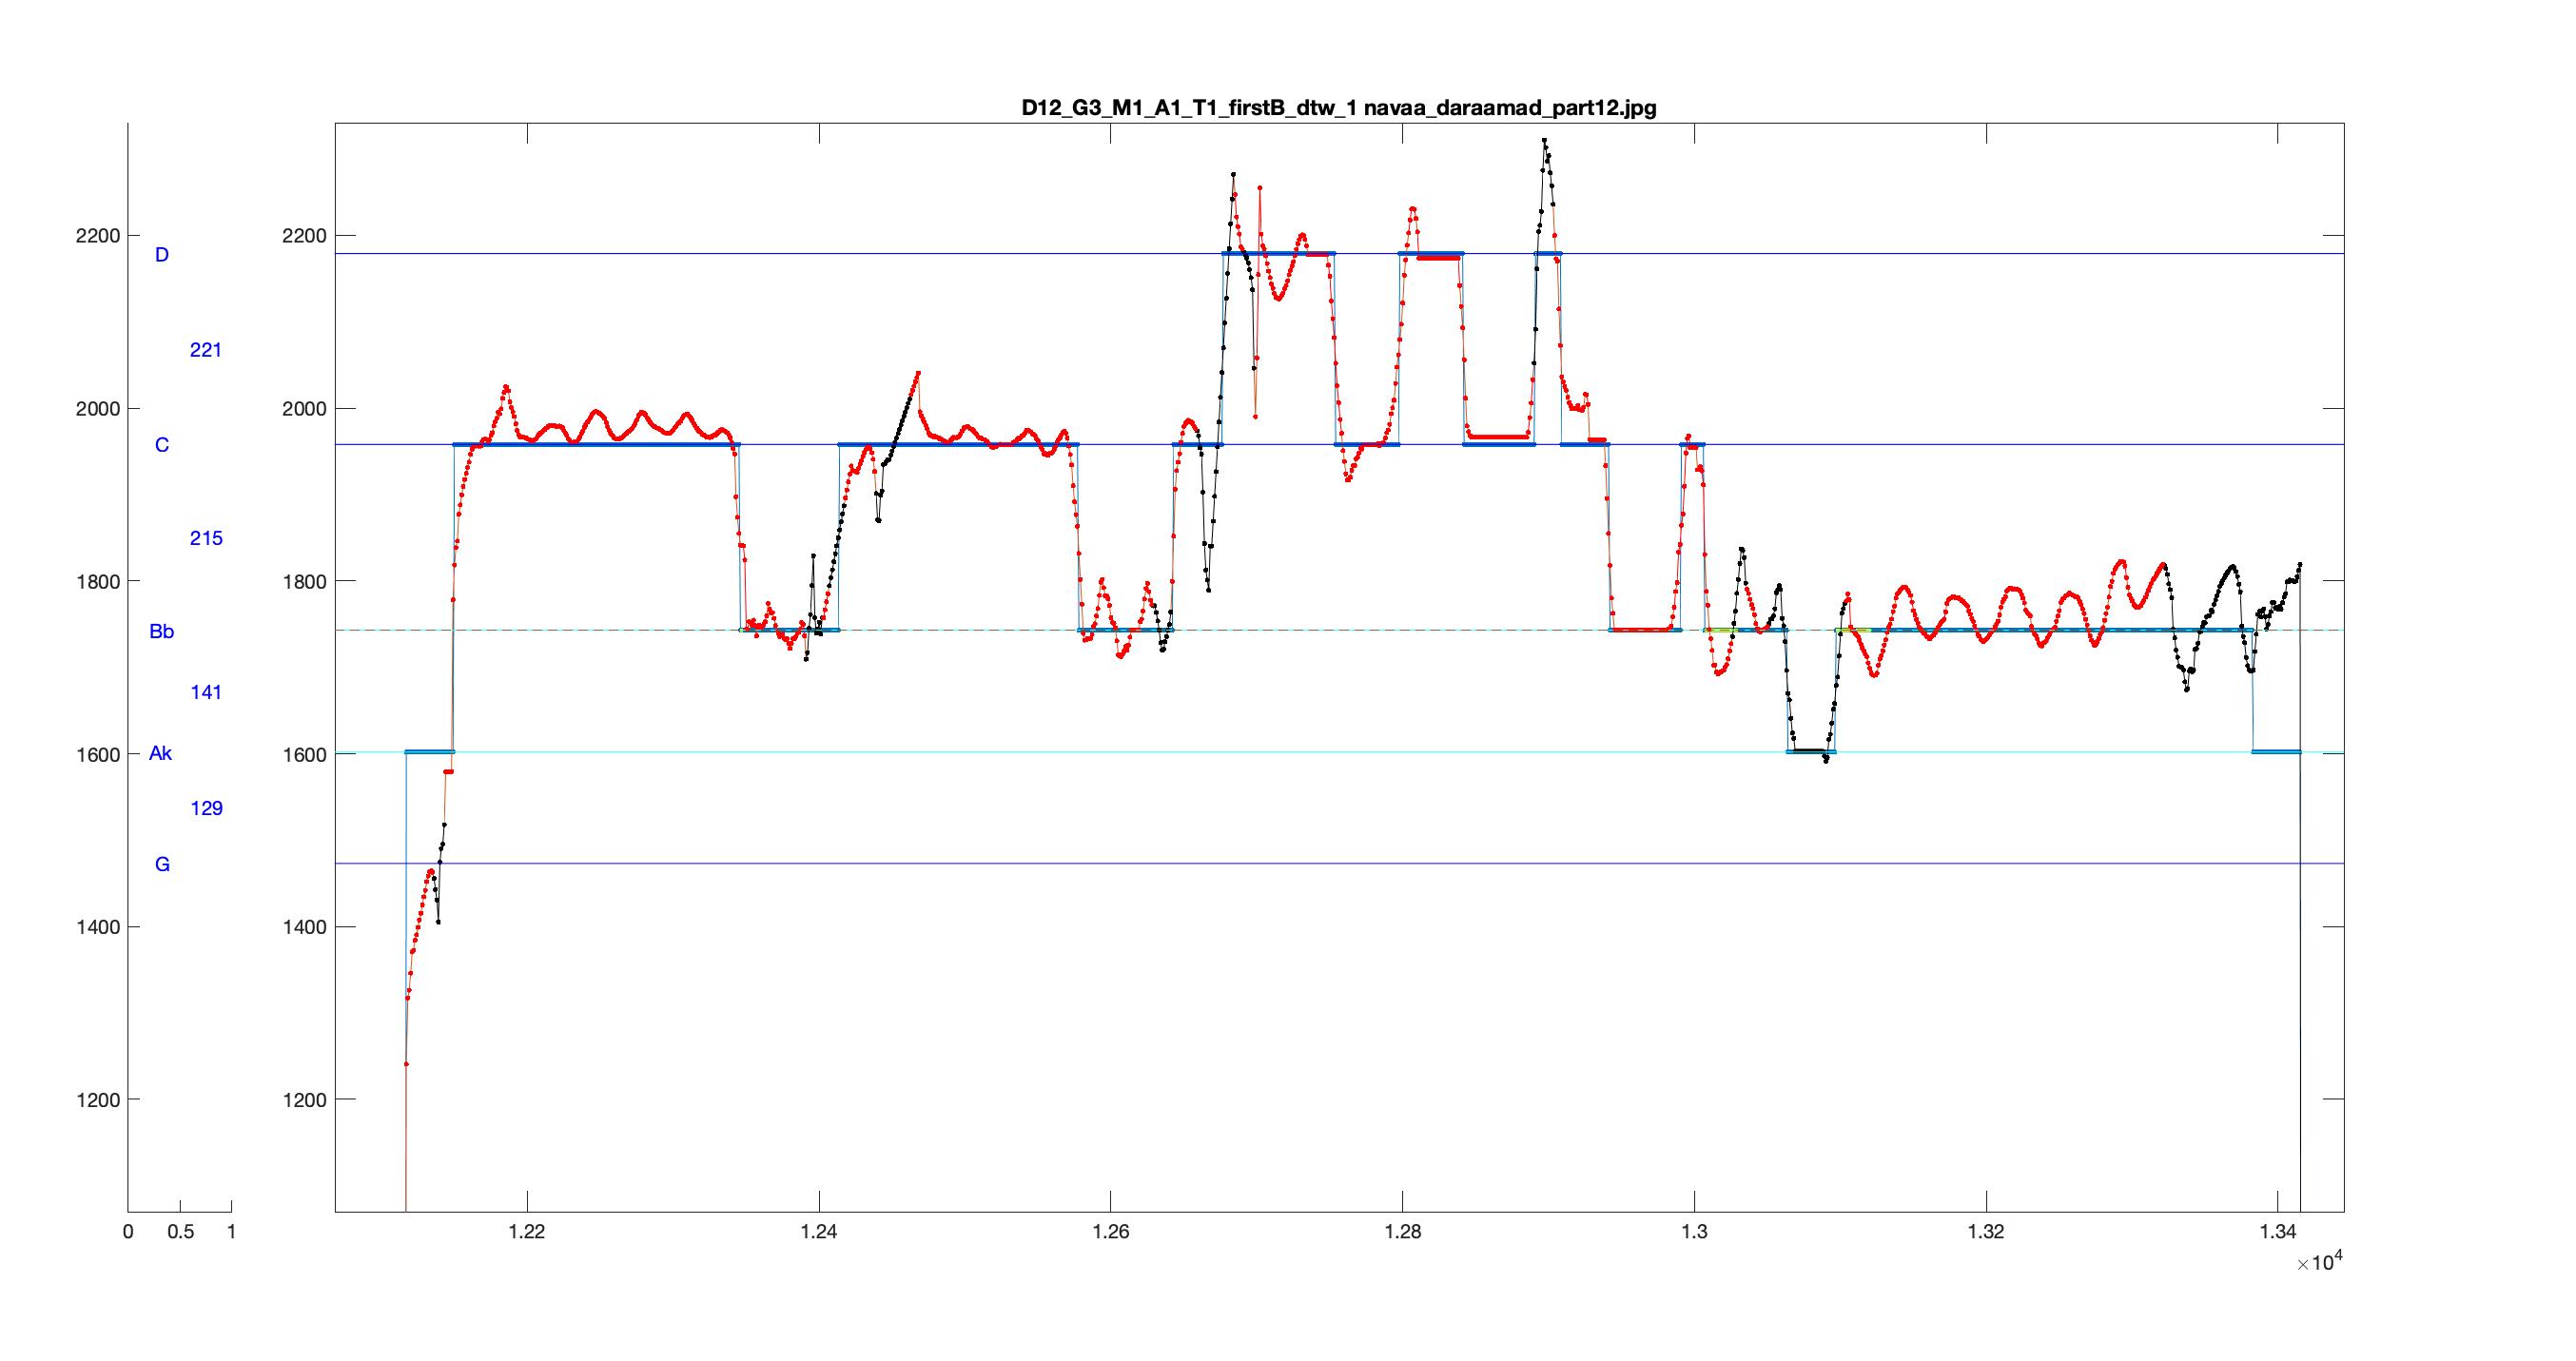 D12_G3_M1_A1_T1_firstB_dtw_1 navaa_daraamad_part12.jpg
2200 D 2200
221
2000 2000
C
215
1800 1800
Bb
141
1600 Ak 1600
129
G
1400 1400
1200 1200
0 0.5 1 1.22 1.24 1.26 1.28 1.3 1.32 1.34
×10^4